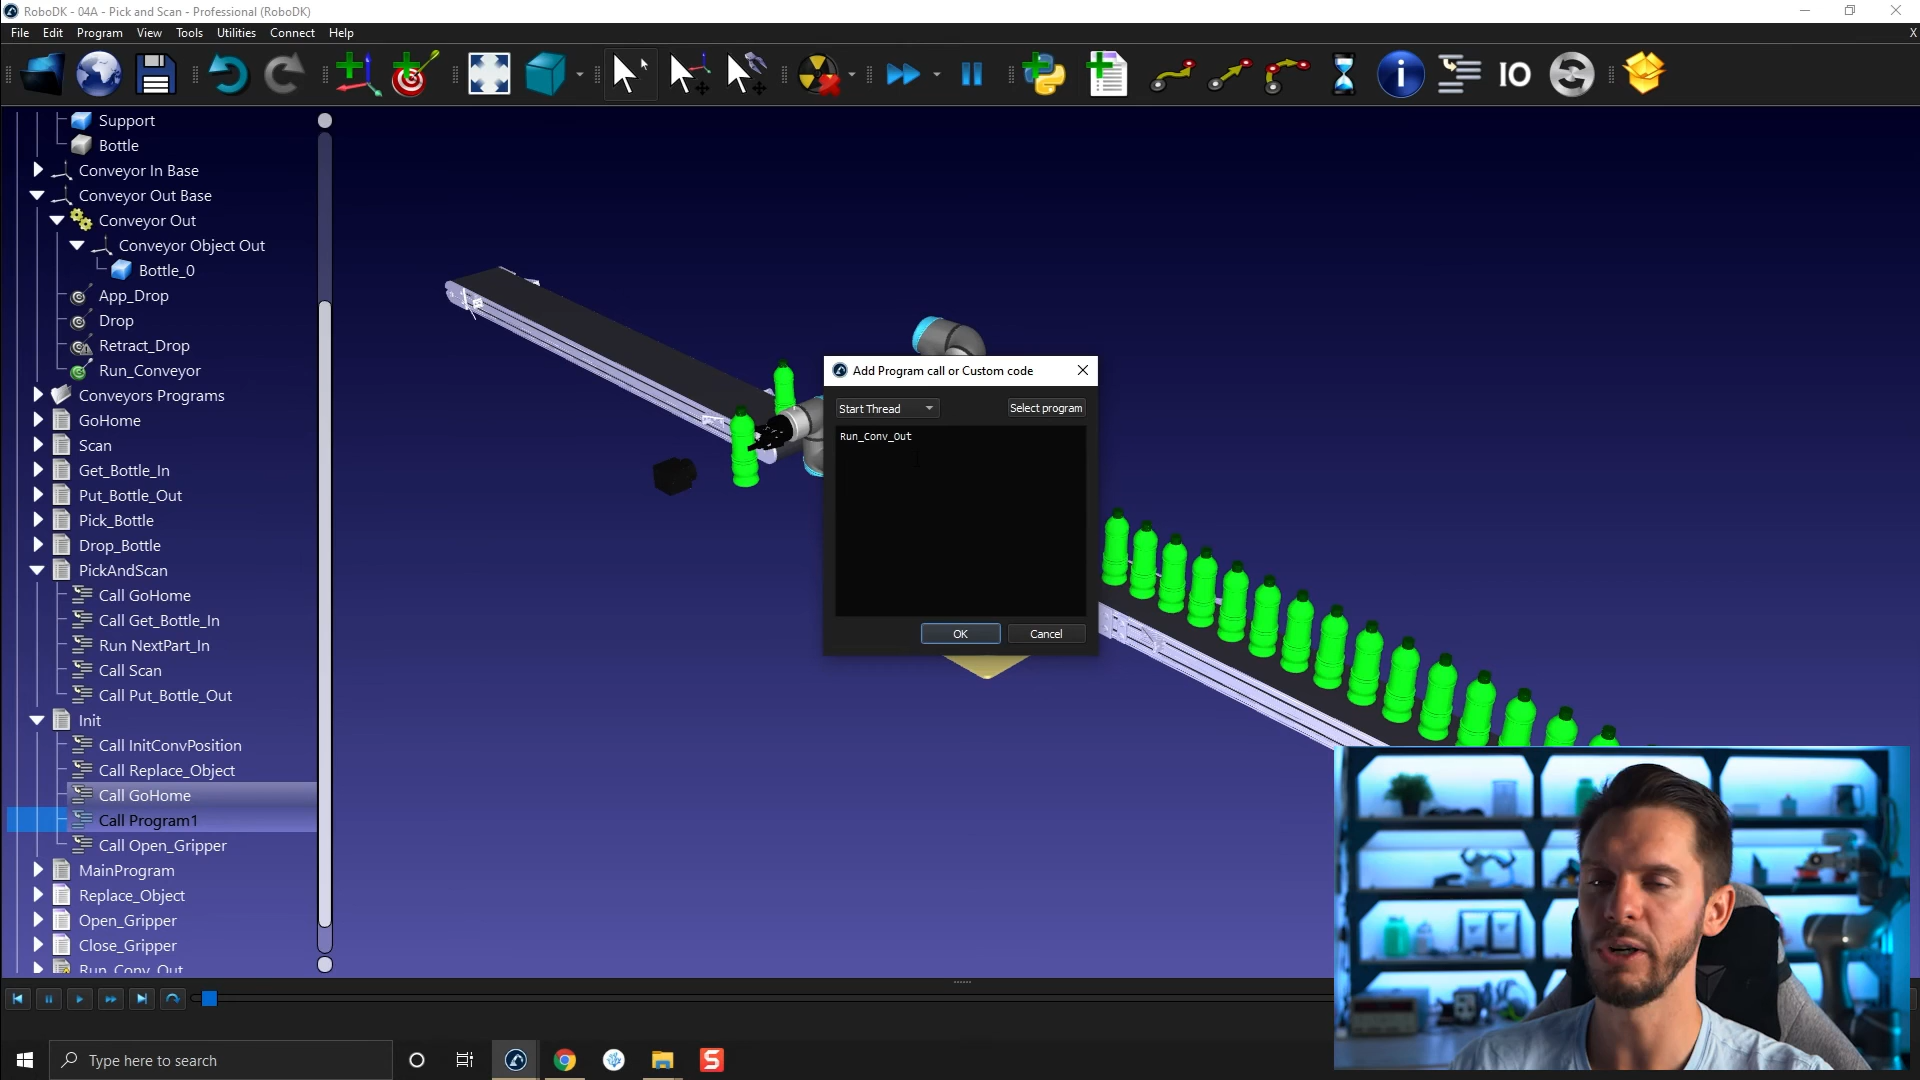 RoboDK - 04A - Pick and Scan - Professional (RoboDK)
File Edit Program View Tools Utilities Connect Help X
IO
Support
Bottle
Conveyor In Base
Conveyor Out Base
Conveyor Out
Conveyor Object Out
Bottle_0
App_Drop
Drop
Retract_Drop
Run_Conveyor
Conveyors Programs
GoHome
Scan
Get_Bottle_In
Put_Bottle_Out
Pick_Bottle
Drop_Bottle
PickAndScan
Call GoHome
Call Get_Bottle_In
Run NextPart_In
Call Scan
Call Put_Bottle_Out
Init
Call InitConvPosition
Call Replace_Object
Call GoHome
Call Program1
Call Open_Gripper
MainProgram
Replace_Object
Open_Gripper
Close_Gripper
Run_Conv_Out
Add Program call or Custom code
Start Thread Select program
Run_Conv_Out
OK Cancel
Type here to search
S